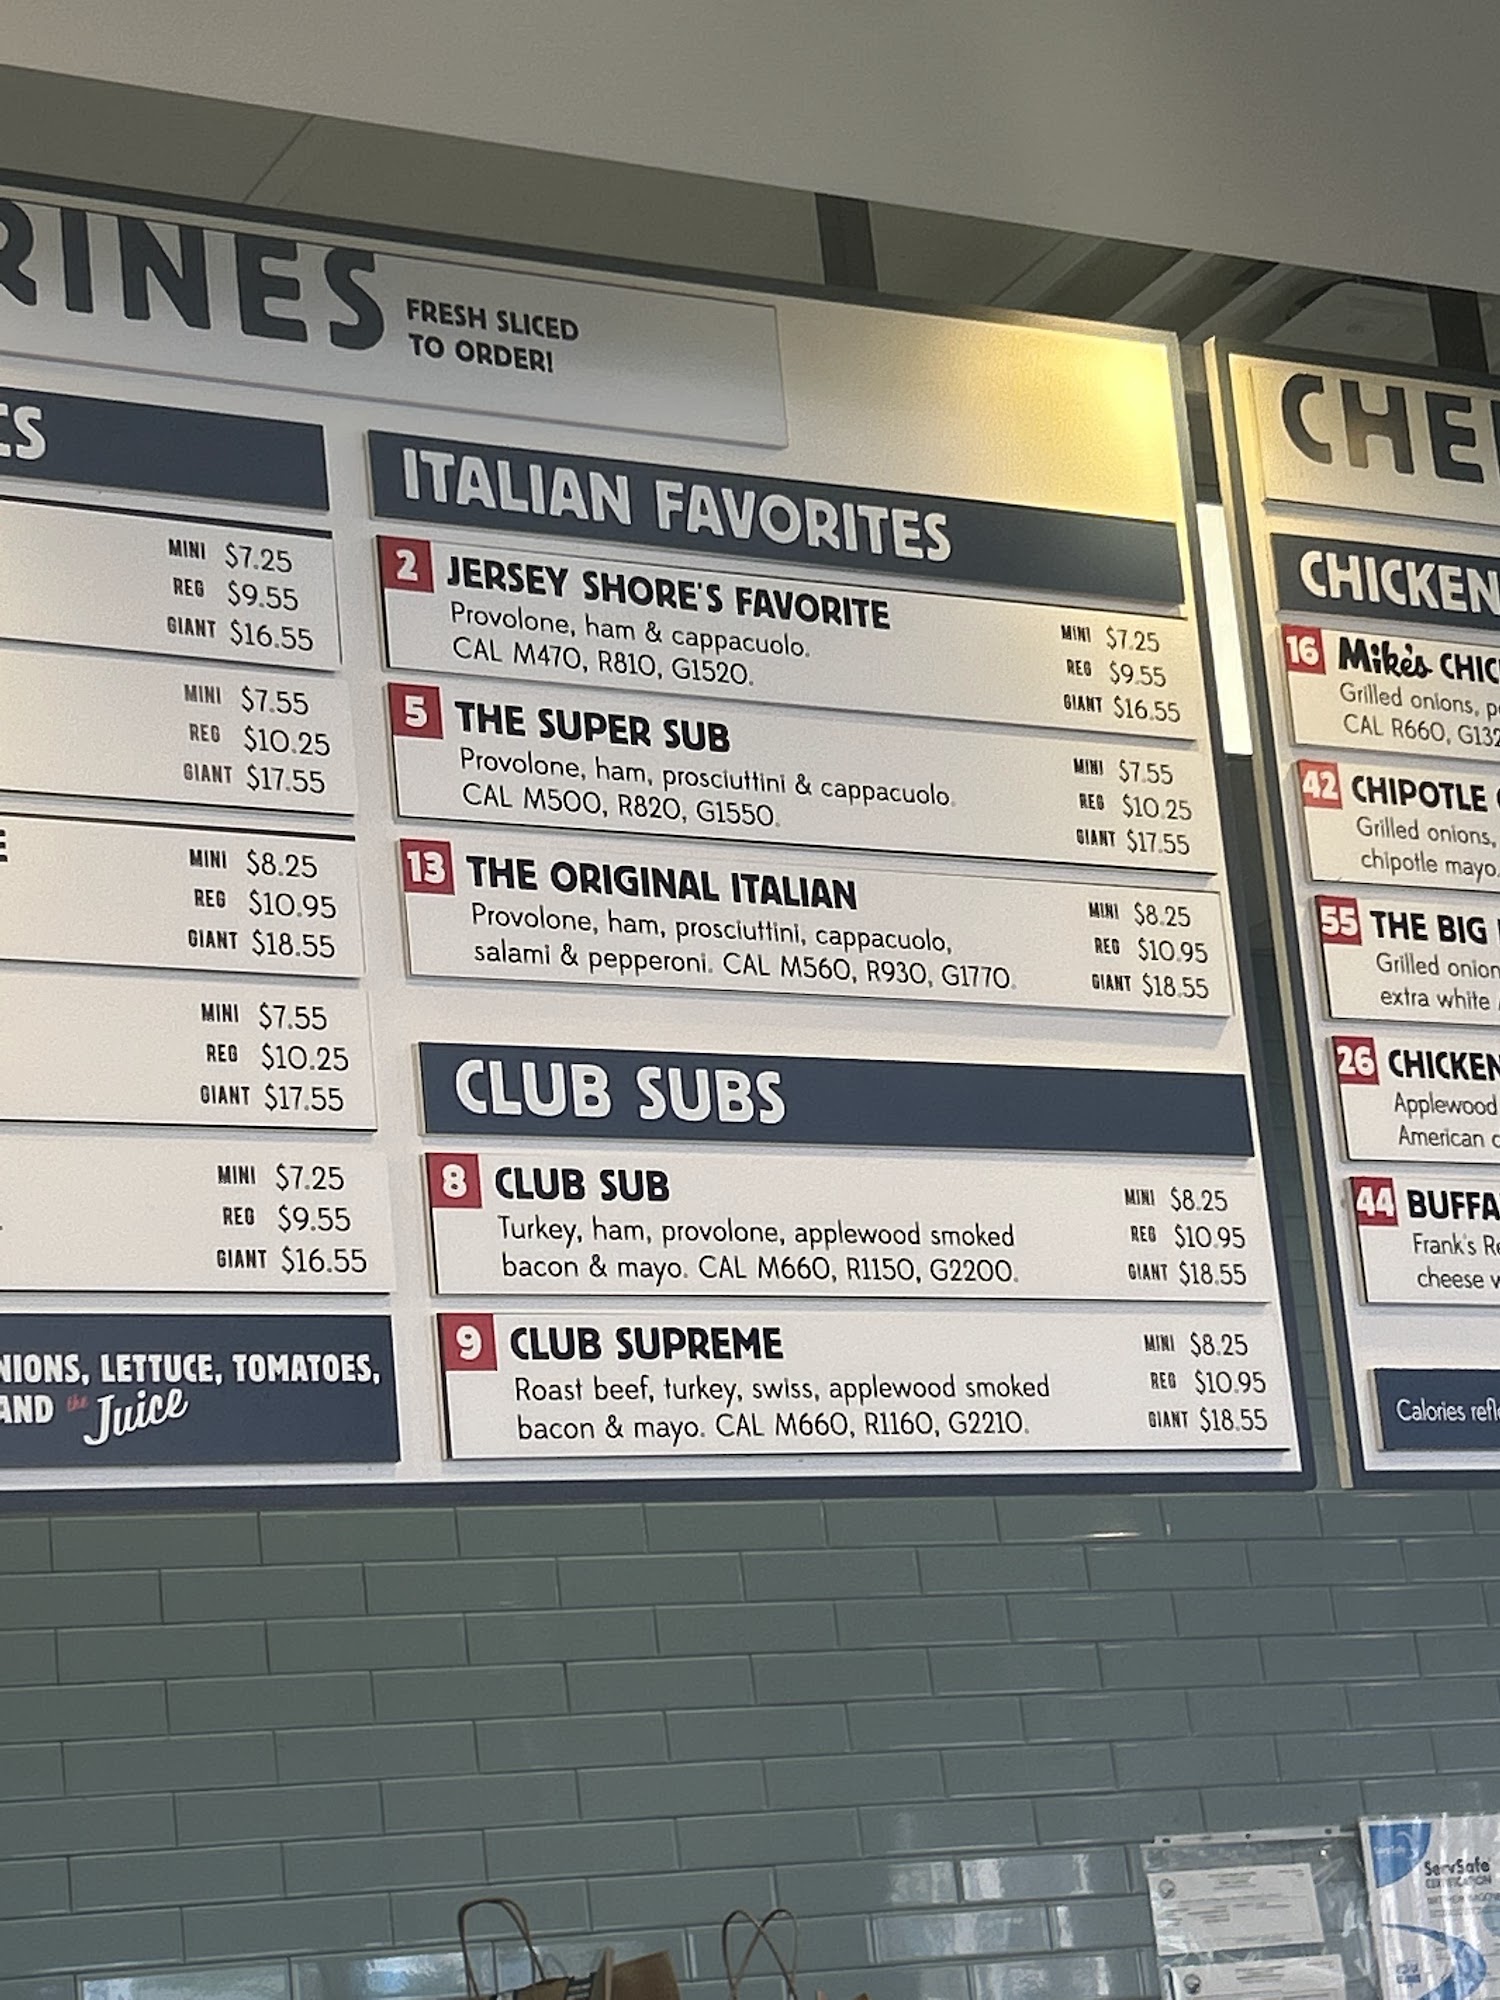 FRESH SLICED
TO ORDER!
MINI $7.25
REG $9.55
GIANT $16.55
MINI $7.55
REG $10.25
GIANT $17.55
MINI $8.25
REG $10.95
GIANT $18.55
MINI $7.55
REG $10.25
GIANT $17.55
MINI $7.25
REG $9.55
GIANT $16.55
LETTUCE, TOMATOES,
AND the Juice
ITALIAN FAVORITES
2 JERSEY SHORE'S FAVORITE
Provolone, ham & cappacuolo.
CAL M470, R810, G1520.
MINI $7.25
REG $9.55
GIANT $16.55
5 THE SUPER SUB
Provolone, ham, prosciuttini & cappacuolo.
CAL M500, R820, G1550.
MINI $7.55
REG $10.25
GIANT $17.55
13 THE ORIGINAL ITALIAN
Provolone, ham, prosciuttini, cappacuolo,
salami & pepperoni. CAL M560, R930, G1770.
MINI $8.25
REG $10.95
GIANT $18.55
CLUB SUBS
8 CLUB SUB
Turkey, ham, provolone, applewood smoked
bacon & mayo. CAL M660, R1150, G2200.
MINI $8.25
REG $10.95
GIANT $18.55
9 CLUB SUPREME
Roast beef, turkey, swiss, applewood smoked
bacon & mayo. CAL M660, R1160, G2210.
MINI $8.25
REG $10.95
GIANT $18.55
CHICKEN
16 Mike's
Grilled onions,
CAL R660,
42 CHIPOTLE
Grilled onions,
chipotle mayo.
55 THE BIG
Grilled
extra white
26 CHICKEN
Applewood
American
44
Frank's
cheese
Calories
ServSafe
CERTIFICATION